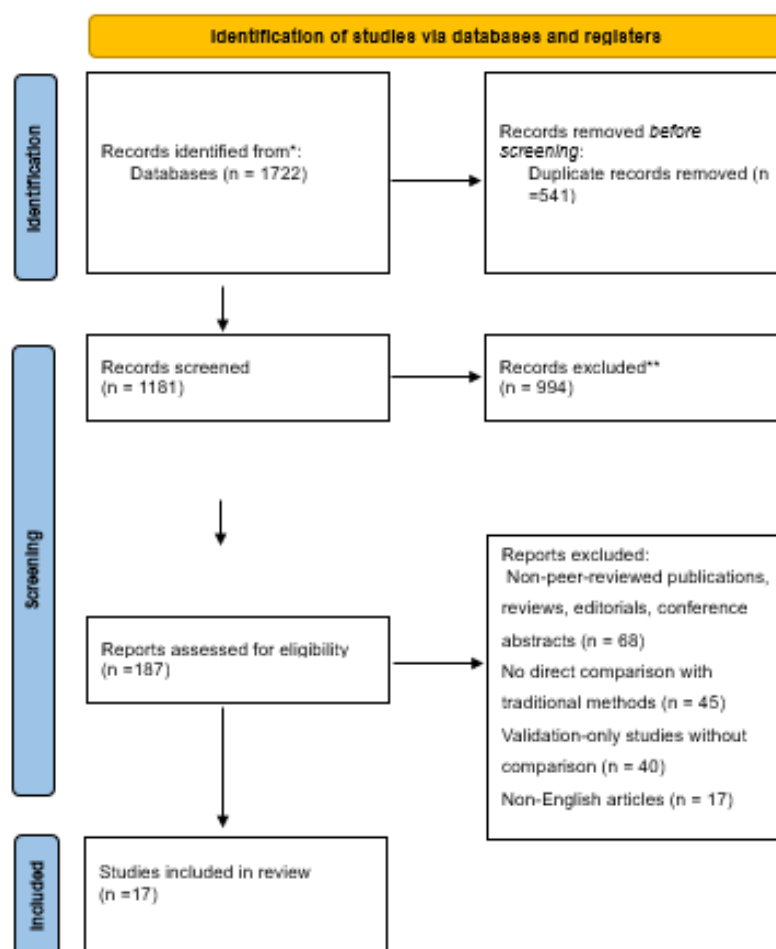 Identification of studies via databases and registers
Identification
Records identified from*:
Databases (n = 1722)
Records removed before
screening:
Duplicate records removed (n
=541)
Screening
Records screened
(n = 1181)
Records excluded**
(n = 994)
Reports assessed for eligibility
(n =187)
Reports excluded:
Non-peer-reviewed publications,
reviews, editorials, conference
abstracts (n = 68)
No direct comparison with
traditional methods (n = 45)
Validation-only studies without
comparison (n = 40)
Non-English articles (n = 17)
Included
Studies included in review
(n =17)